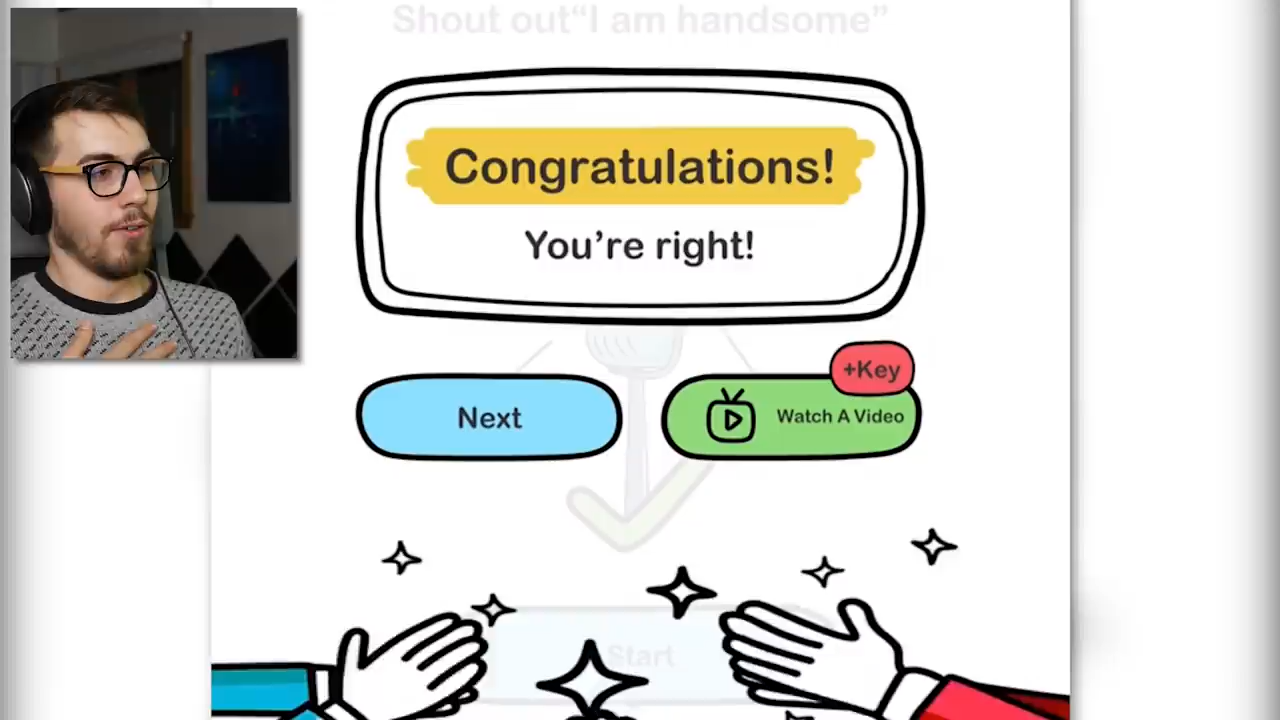 Shout out“I am handsome”
Congratulations!
You’re right!
+Key
Next
Watch A Video
Start